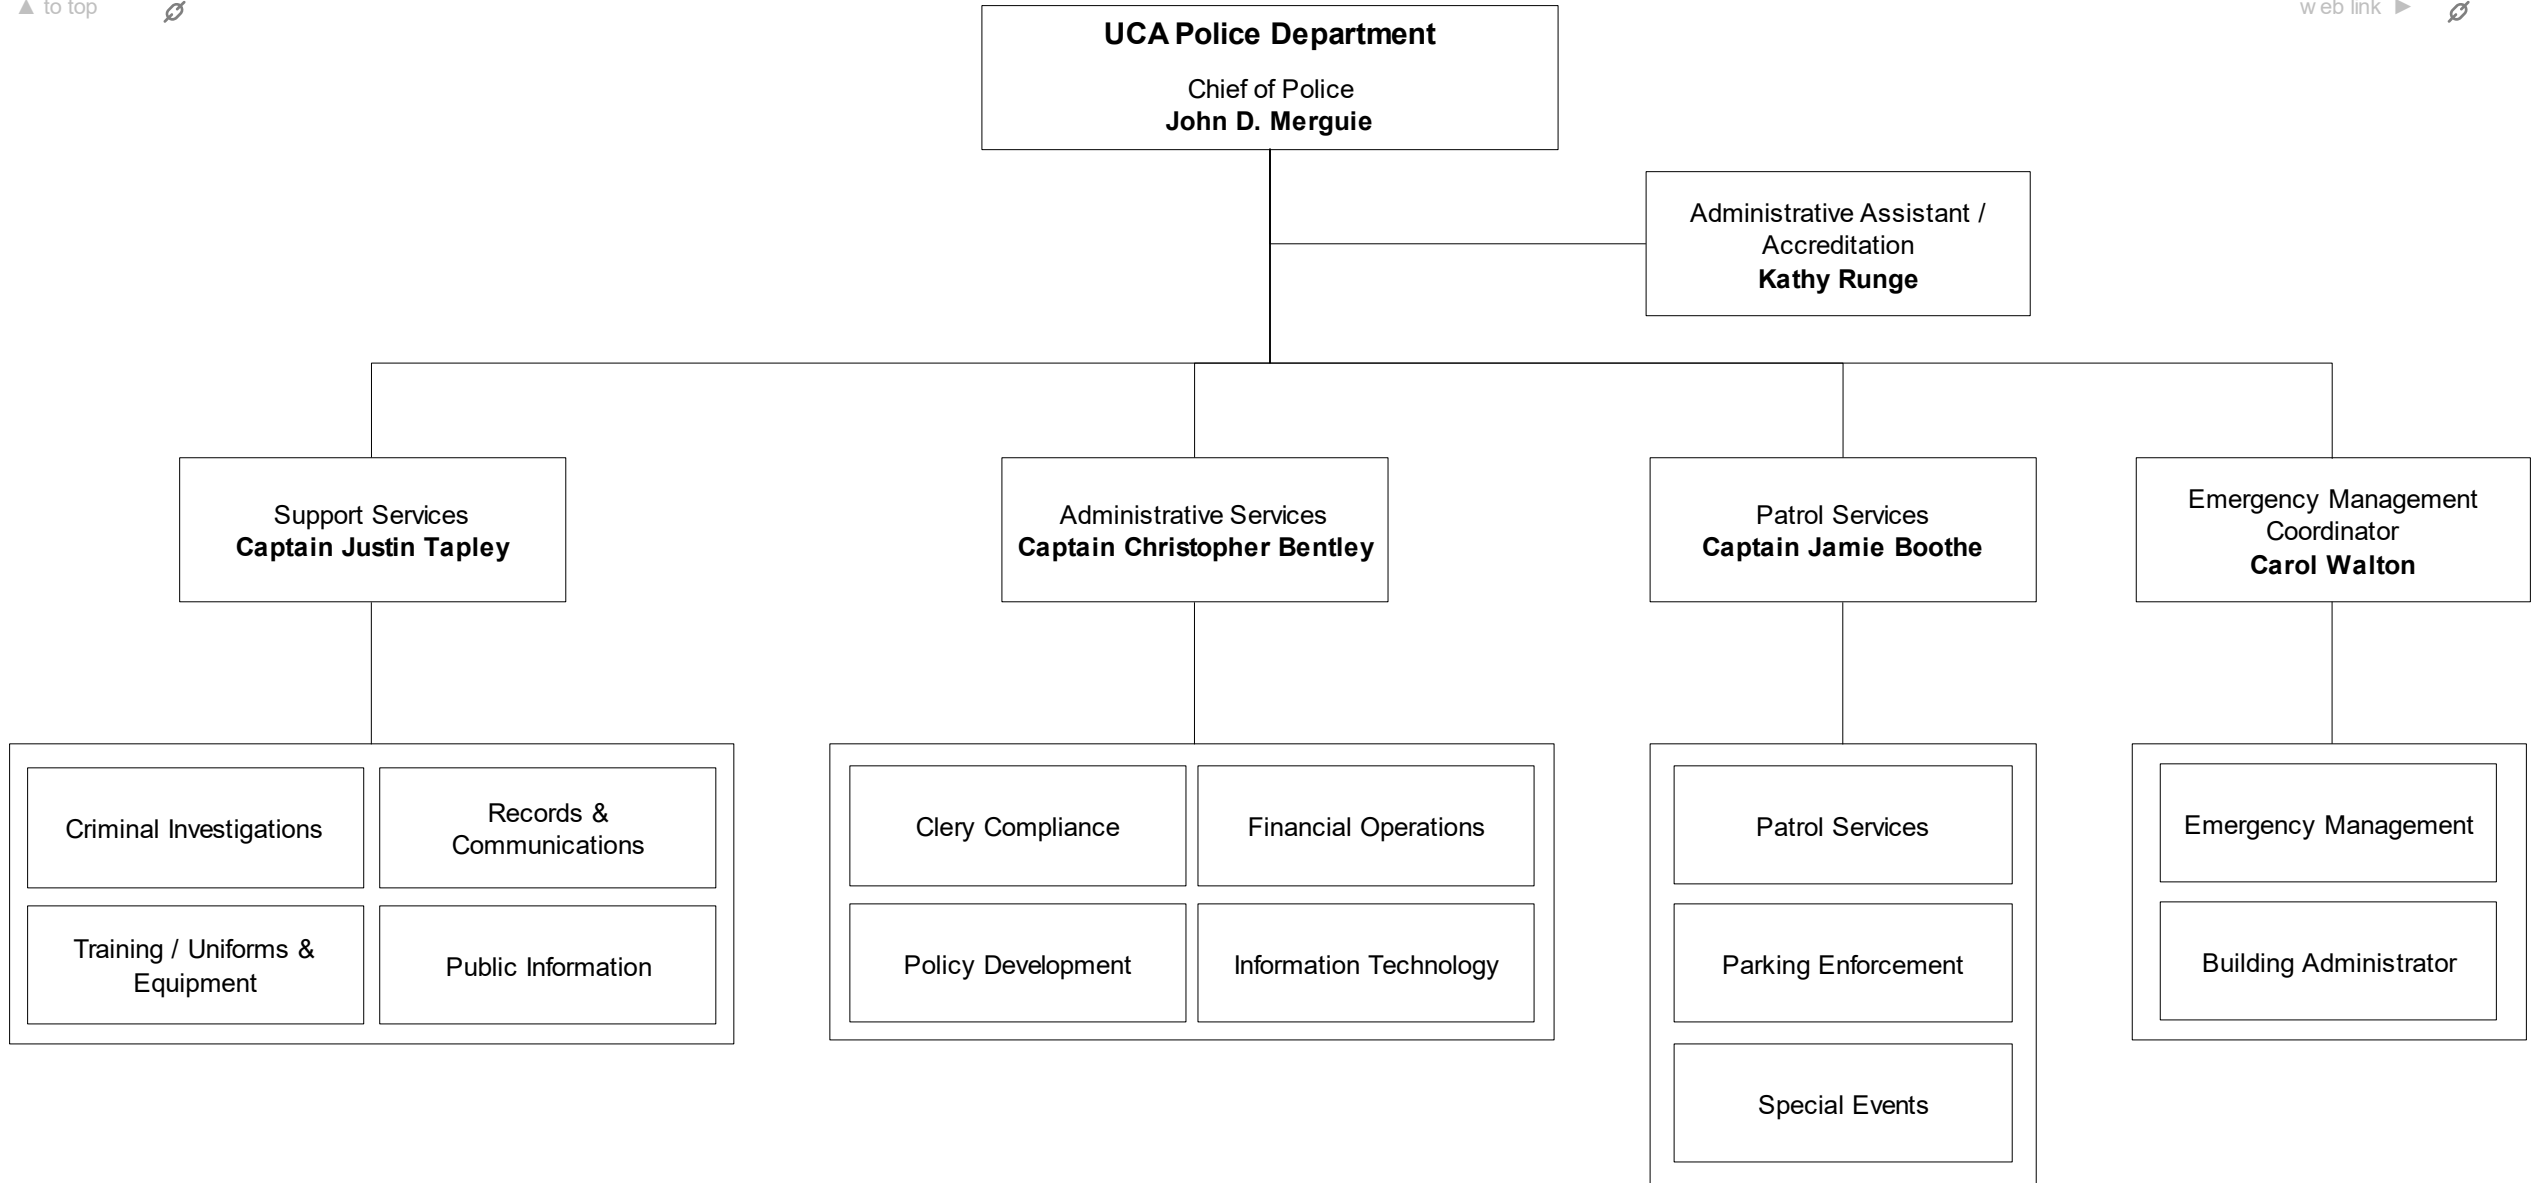 ▲ to top
web link ►
UCA Police Department
Chief of Police
John D. Merguie
Administrative Assistant /
Accreditation
Kathy Runge
Support Services
Captain Justin Tapley
Administrative Services
Captain Christopher Bentley
Patrol Services
Captain Jamie Boothe
Emergency Management
Coordinator
Carol Walton
Criminal Investigations
Records &
Communications
Training / Uniforms &
Equipment
Public Information
Clery Compliance
Financial Operations
Policy Development
Information Technology
Patrol Services
Parking Enforcement
Special Events
Emergency Management
Building Administrator